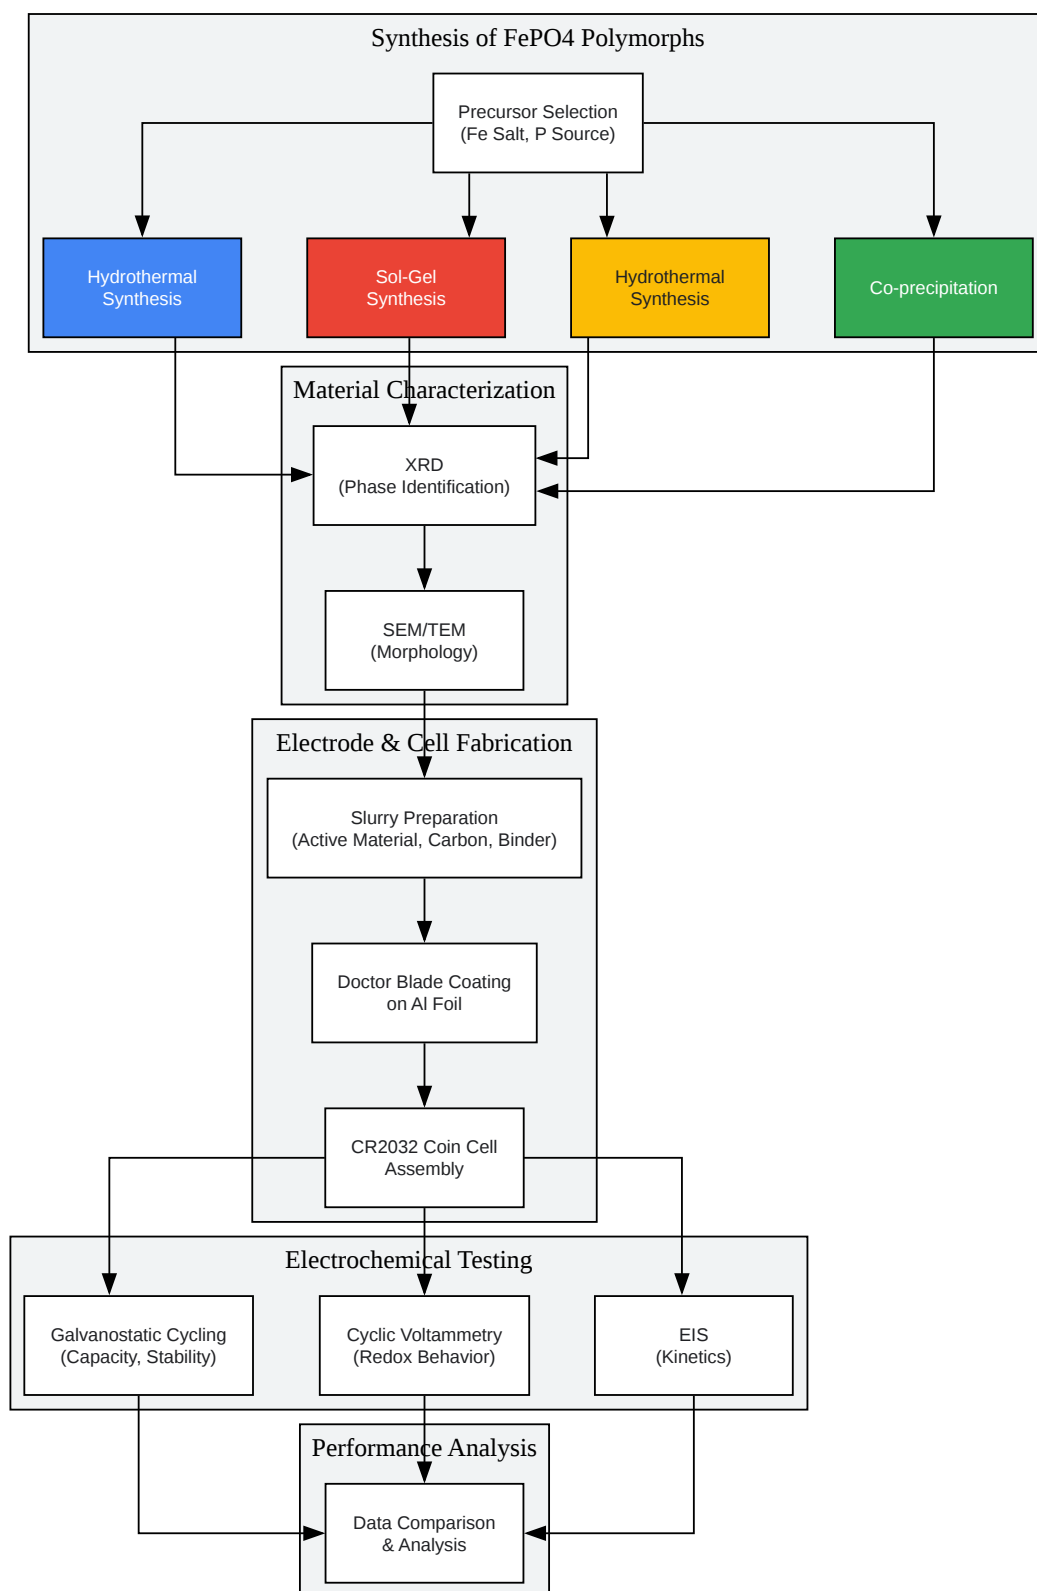 Synthesis of FePO4 Polymorphs
Precursor Selection
(Fe Salt, P Source)
Hydrothermal
Synthesis
Sol-Gel
Synthesis
Hydrothermal
Synthesis
Co-precipitation
Material Characterization
XRD
(Phase Identification)
SEM/TEM
(Morphology)
Electrode & Cell Fabrication
Slurry Preparation
(Active Material, Carbon, Binder)
Doctor Blade Coating
on Al Foil
CR2032 Coin Cell
Assembly
Electrochemical Testing
Galvanostatic Cycling
(Capacity, Stability)
Cyclic Voltammetry
(Redox Behavior)
EIS
(Kinetics)
Performance Analysis
Data Comparison
& Analysis